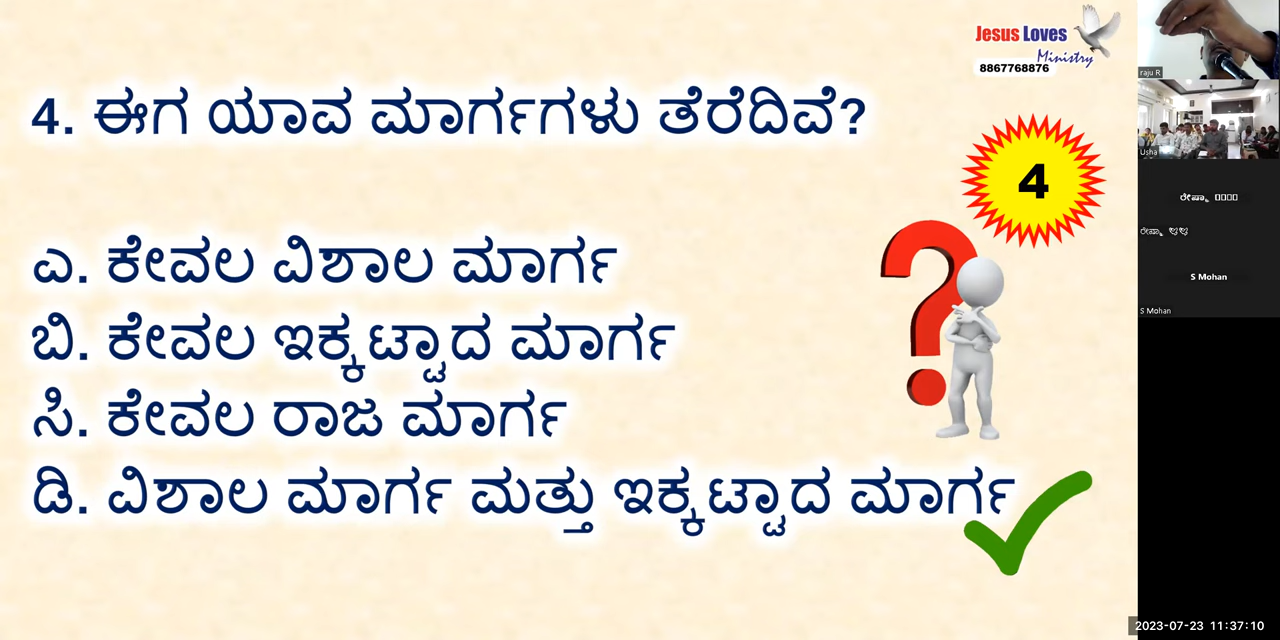 Jesus Loves
Ministry
8867768876
4. ಈಗ ಯಾವ ಮಾರ್ಗಗಳು ತೆರೆದಿವೆ?
4
ಎ. ಕೇವಲ ವಿಶಾಲ ಮಾರ್ಗ
ಬಿ. ಕೇವಲ ಇಕ್ಕಟ್ಟಾದ ಮಾರ್ಗ
ಸಿ. ಕೇವಲ ರಾಜ ಮಾರ್ಗ
ಡಿ. ವಿಶಾಲ ಮಾರ್ಗ ಮತ್ತು ಇಕ್ಕಟ್ಟಾದ ಮಾರ್ಗ
raju R
Usha
S Mohan
S Mohan
2023-07-23 11:37:10